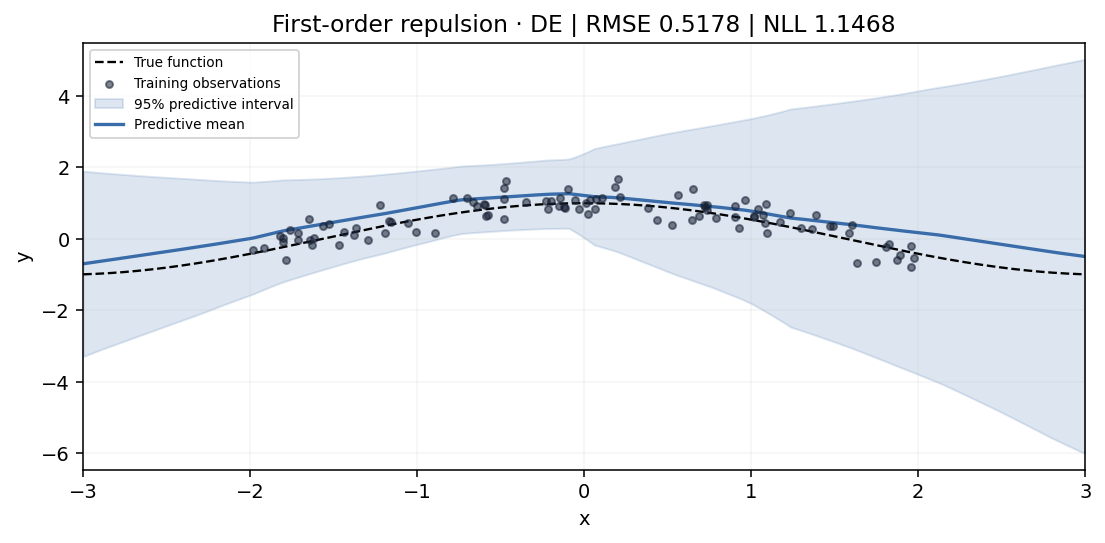 First-order repulsion · DE | RMSE 0.5178 | NLL 1.1468
True function
Training observations
95% predictive interval
Predictive mean
y
4
2
0
−2
−4
−6
−3
−2
−1
0
1
2
3
x